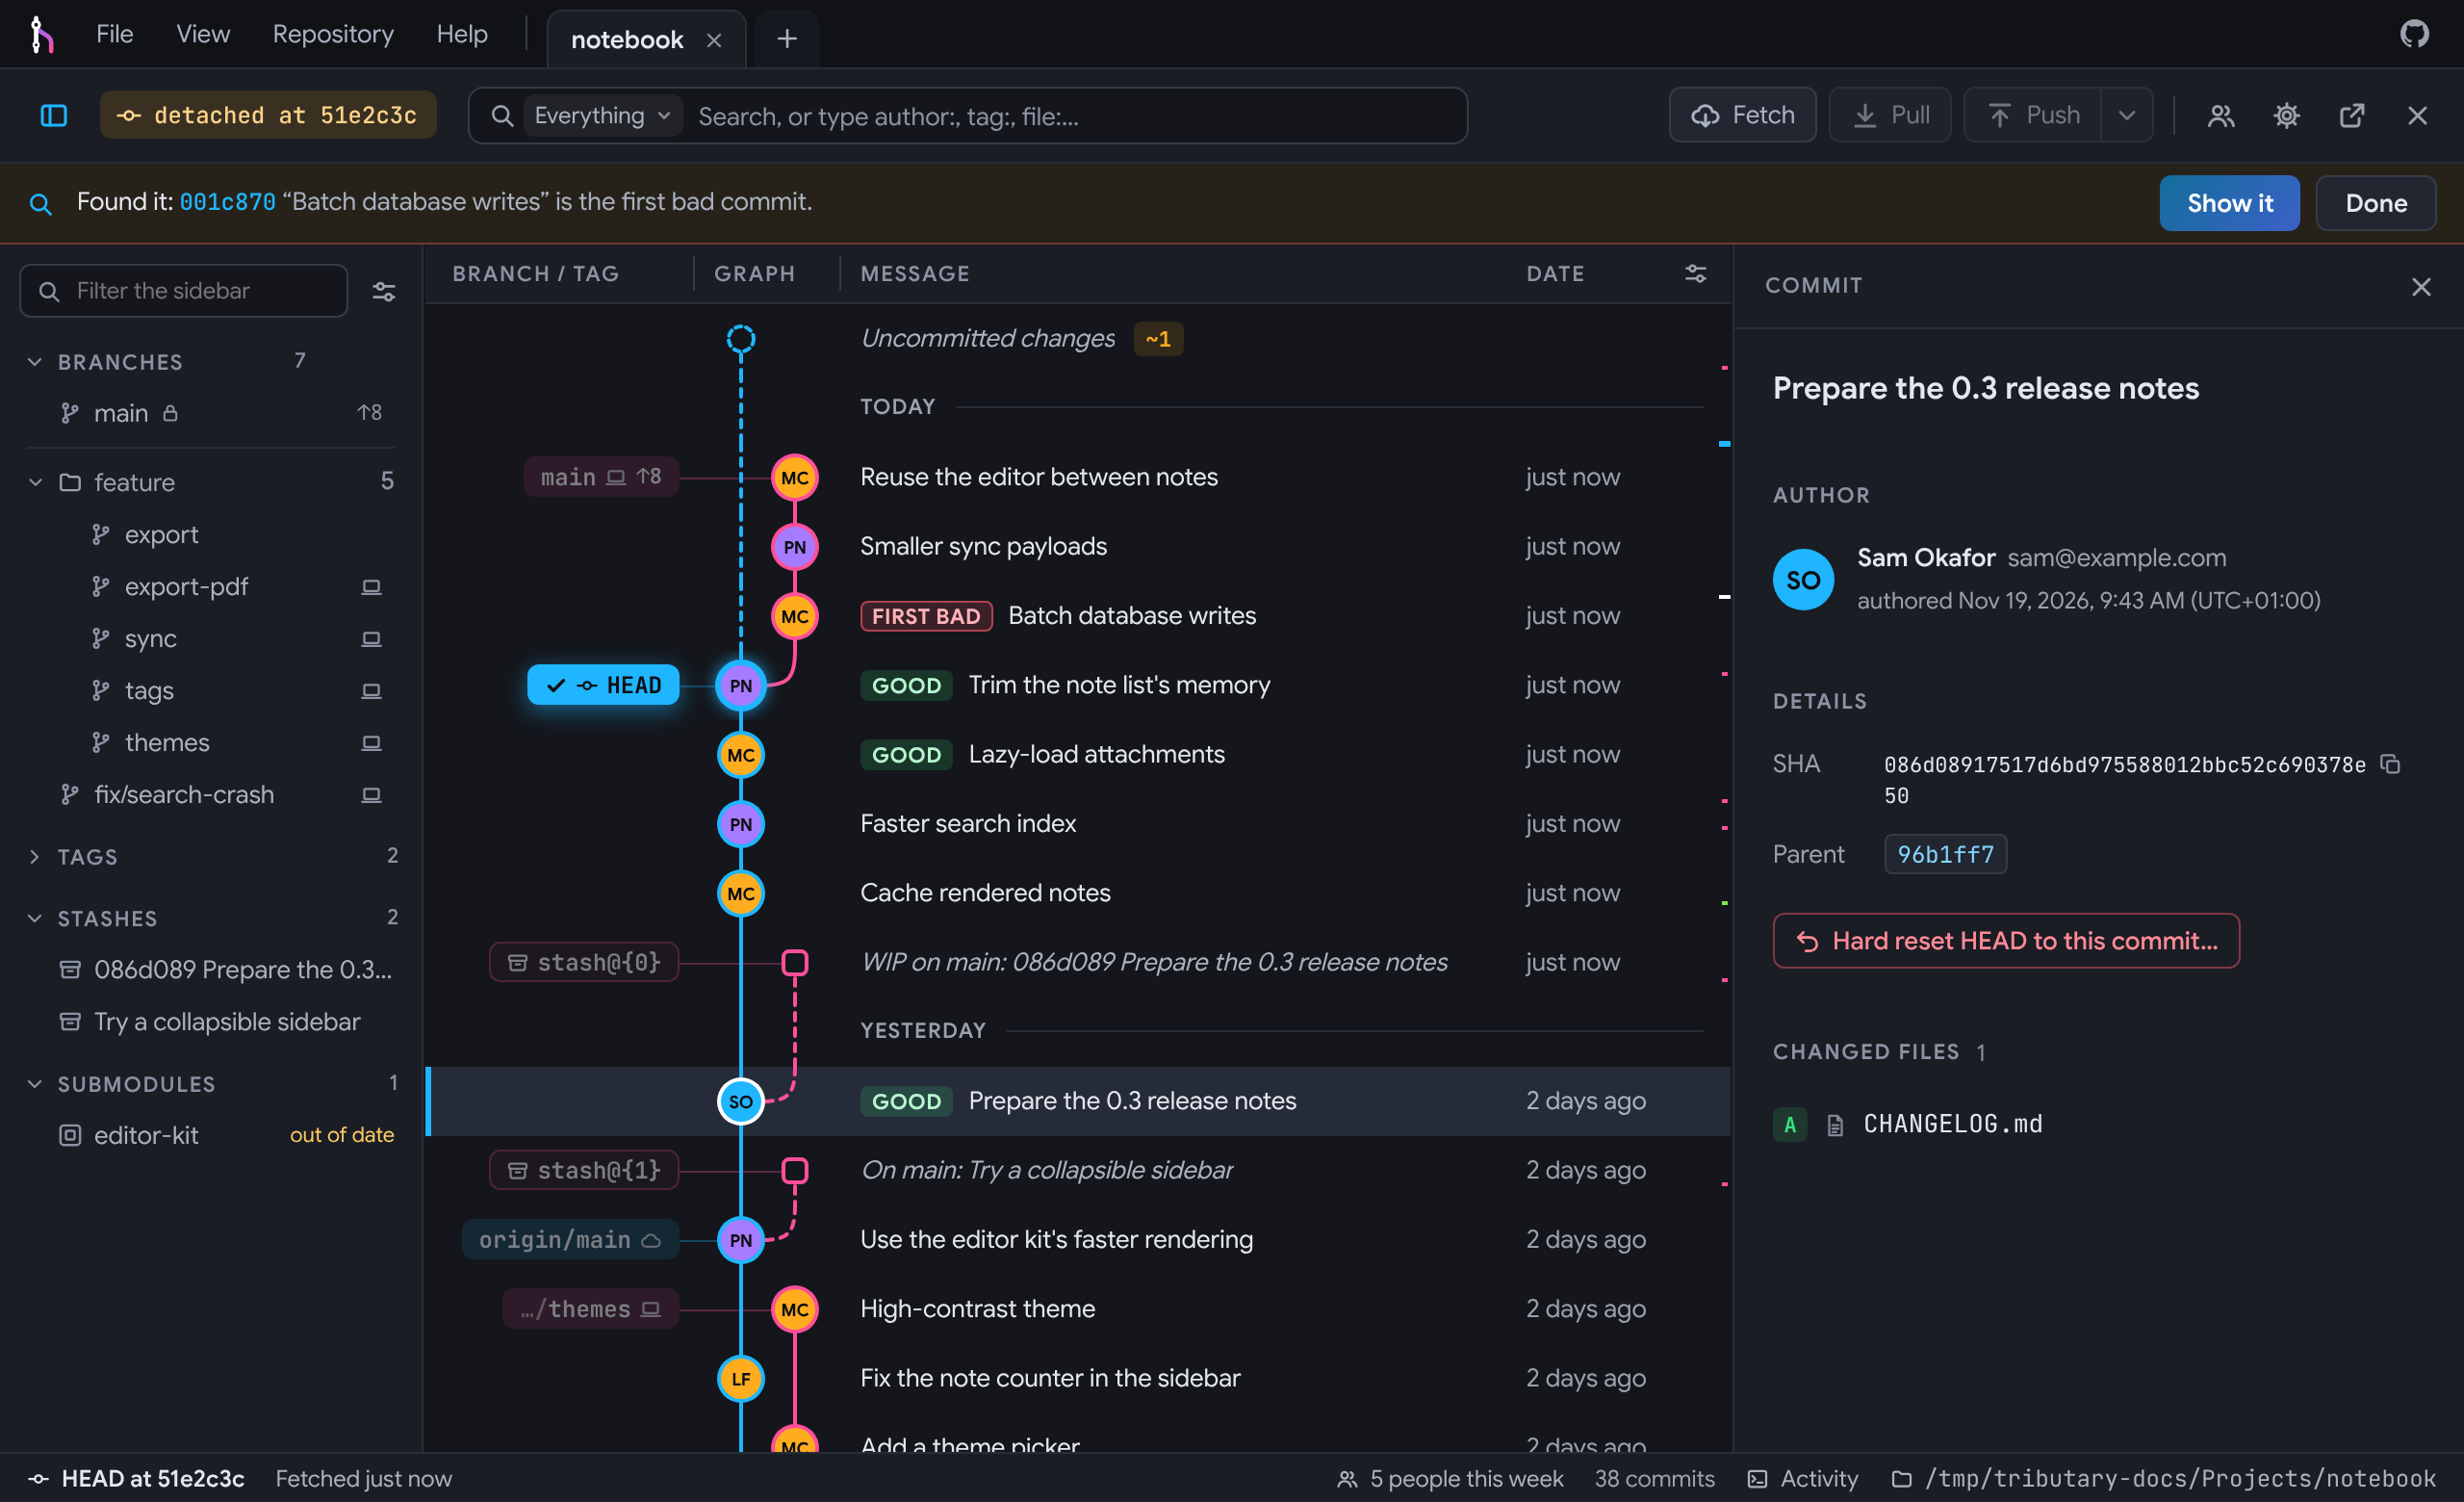 File View Repository Help notebook
detached at 51e2c3c Everything Search, or type author:, tag:, file:... Fetch Pull Push
Found it: 001c870 “Batch database writes” is the first bad commit. Show it Done
Filter the sidebar
BRANCHES 7
main ↑8
feature 5
export
export-pdf
sync
tags
themes
fix/search-crash
TAGS 2
STASHES 2
086d089 Prepare the 0.3...
Try a collapsible sidebar
SUBMODULES 1
editor-kit out of date
BRANCH / TAG GRAPH MESSAGE DATE
Uncommitted changes ~1
TODAY
main ↑8 MC Reuse the editor between notes just now
PN Smaller sync payloads just now
MC FIRST BAD Batch database writes just now
HEAD PN GOOD Trim the note list's memory just now
MC GOOD Lazy-load attachments just now
PN Faster search index just now
MC Cache rendered notes just now
stash@{0} WIP on main: 086d089 Prepare the 0.3 release notes just now
YESTERDAY
SO GOOD Prepare the 0.3 release notes 2 days ago
stash@{1} On main: Try a collapsible sidebar 2 days ago
origin/main PN Use the editor kit's faster rendering 2 days ago
…/themes MC High-contrast theme 2 days ago
LF Fix the note counter in the sidebar 2 days ago
MC Add a theme picker 2 days ago
COMMIT
Prepare the 0.3 release notes
AUTHOR
SO Sam Okafor sam@example.com
authored Nov 19, 2026, 9:43 AM (UTC+01:00)
DETAILS
SHA 086d08917517d6bd975588012bbc52c690378e
50
Parent 96b1ff7
Hard reset HEAD to this commit...
CHANGED FILES 1
A CHANGELOG.md
HEAD at 51e2c3c Fetched just now 5 people this week 38 commits Activity /tmp/tributary-docs/Projects/notebook